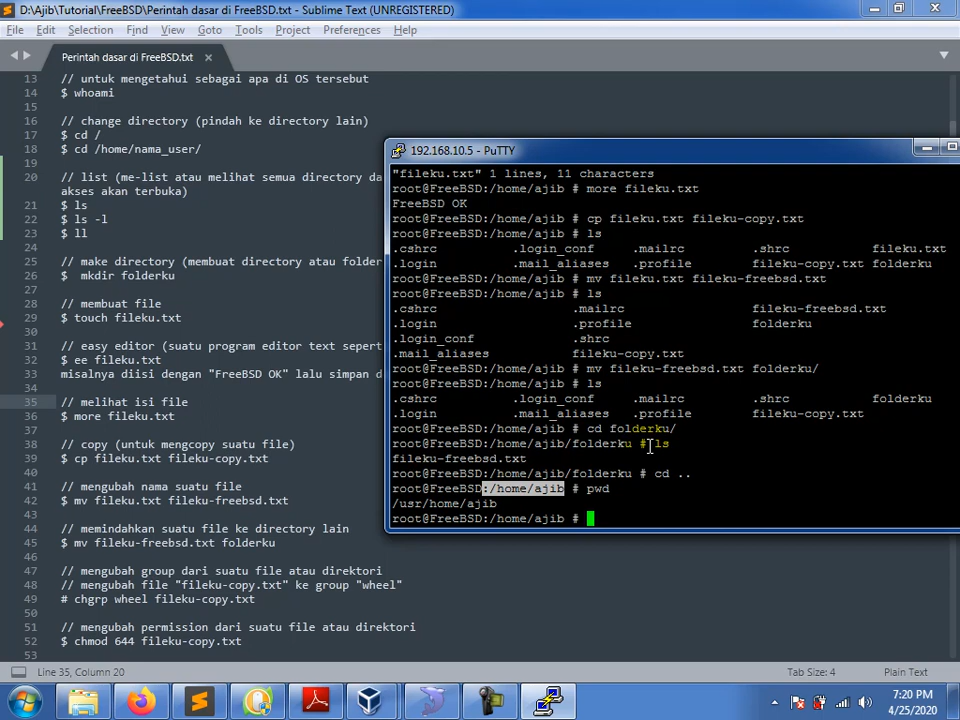 D:\Ajib\Tutorial\FreeBSD\Perintah dasar di FreeBSD.txt - Sublime Text (UNREGISTERED)
File Edit Selection Find View Goto Tools Project Preferences Help
Perintah dasar di FreeBSD.txt ×
13 // untuk mengetahui sebagai apa di OS tersebut
14 $ whoami
15
16 // change directory (pindah ke directory lain)
17 $ cd /
18 $ cd /home/nama_user/
19
20 // list (me-list atau melihat semua directory da
akses akan terbuka)
21 $ ls
22 $ ls -l
23 $ ll
24
25 // make directory (membuat directory atau folder
26 $  mkdir folderku
27
28 // membuat file
29 $ touch fileku.txt
30
31 // easy editor (suatu program editor text sepert
32 $ ee fileku.txt
33 misalnya diisi dengan "FreeBSD OK" lalu simpan d
34
35 // melihat isi file
36 $ more fileku.txt
37
38 // copy (untuk mengcopy suatu file)
39 $ cp fileku.txt fileku-copy.txt
40
41 // mengubah nama suatu file
42 $ mv fileku.txt fileku-freebsd.txt
43
44 // memindahkan suatu file ke directory lain
45 $ mv fileku-freebsd.txt folderku
46
47 // mengubah group dari suatu file atau direktori
48 // mengubah file "fileku-copy.txt" ke group "wheel"
49 # chgrp wheel fileku-copy.txt
50
51 // mengubah permission dari suatu file atau direktori
52 $ chmod 644 fileku-copy.txt
53
192.168.10.5 - PuTTY
"fileku.txt" 1 lines, 11 characters
root@FreeBSD:/home/ajib # more fileku.txt
FreeBSD OK
root@FreeBSD:/home/ajib # cp fileku.txt fileku-copy.txt
root@FreeBSD:/home/ajib # ls
.cshrc .login_conf .mailrc .shrc fileku.txt
.login .mail_aliases .profile fileku-copy.txt folderku
root@FreeBSD:/home/ajib # mv fileku.txt fileku-freebsd.txt
root@FreeBSD:/home/ajib # ls
.cshrc .mailrc fileku-freebsd.txt
.login .profile folderku
.login_conf .shrc
.mail_aliases fileku-copy.txt
root@FreeBSD:/home/ajib # mv fileku-freebsd.txt folderku/
root@FreeBSD:/home/ajib # ls
.cshrc .login_conf .mailrc .shrc folderku
.login .mail_aliases .profile fileku-copy.txt
root@FreeBSD:/home/ajib # cd folderku/
root@FreeBSD:/home/ajib/folderku # ls
fileku-freebsd.txt
root@FreeBSD:/home/ajib/folderku # cd ..
root@FreeBSD:/home/ajib # pwd
/usr/home/ajib
root@FreeBSD:/home/ajib #
Line 35, Column 20 Tab Size: 4 Plain Text
7:20 PM
4/25/2020